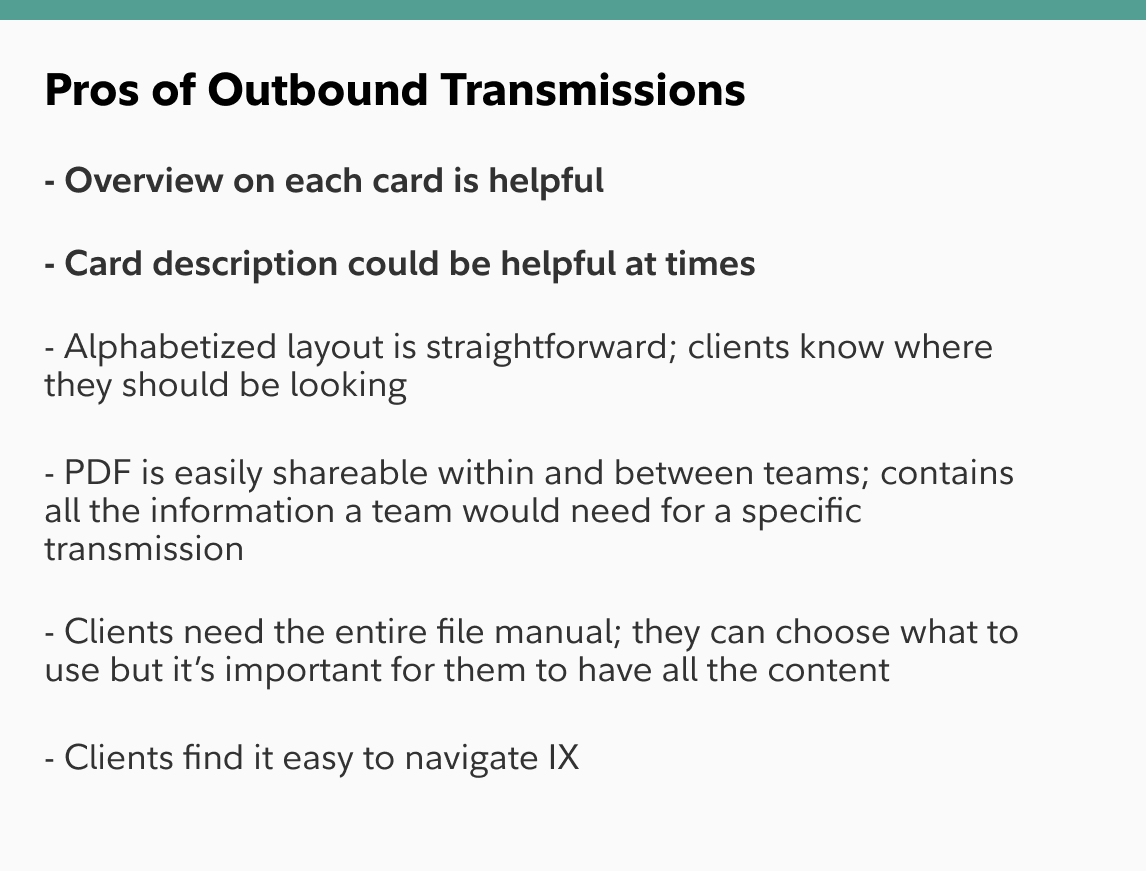 Pros of Outbound Transmissions
- Overview on each card is helpful
- Card description could be helpful at times
- Alphabetized layout is straightforward; clients know where
they should be looking
- PDF is easily shareable within and between teams; contains
all the information a team would need for a specific
transmission
- Clients need the entire file manual; they can choose what to
use but it’s important for them to have all the content
- Clients find it easy to navigate IX